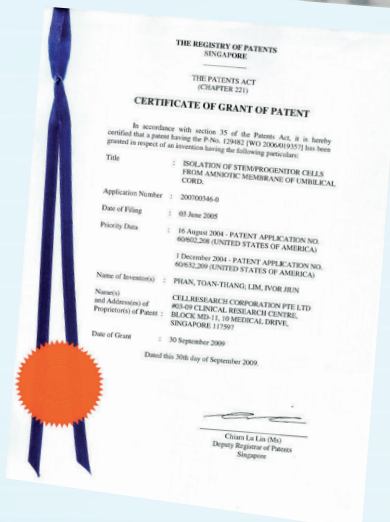 THE REGISTRY OF PATENTS
SINGAPORE
THE PATENTS ACT
(CHAPTER 221)
CERTIFICATE OF GRANT OF PATENT
In accordance with section 35 of the Patents Act, it is hereby
certified that a patent having the P-No. 129482 [WO 2006/019357] has been
granted in respect of an invention having the following particulars:
Title : ISOLATION OF STEM/PROGENITOR CELLS
FROM AMNIOTIC MEMBRANE OF UMBILICAL
CORD.
Application Number : 200700346-0
Date of Filing : 03 June 2005
Priority Data : 16 August 2004 - PATENT APPLICATION NO.
60/602,208 (UNITED STATES OF AMERICA)
1 December 2004 - PATENT APPLICATION NO.
60/632,209 (UNITED STATES OF AMERICA)
Name of Inventor(s) : PHAN, TOAN-THANG; LIM, IVOR JIUN
Name(s)
and Address(es) of
Proprietor(s) of Patent : CELLRESEARCH CORPORATION PTE LTD
#03-09 CLINICAL RESEARCH CENTRE,
BLOCK MD-11, 10 MEDICAL DRIVE,
SINGAPORE 117597
Date of Grant : 30 September 2009
Dated this 30th day of September 2009.
Chiam Lu Lin (Ms)
Deputy Registrar of Patents
Singapore